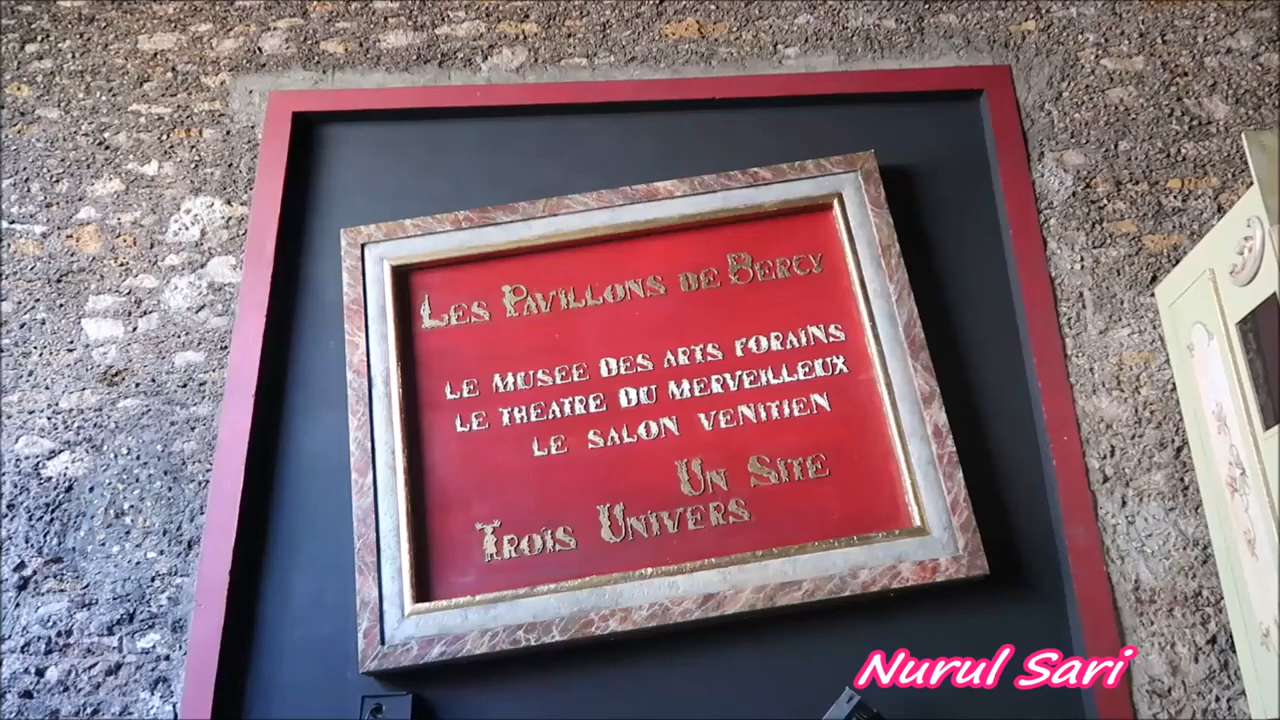 Les Pavillons de Bercy
LE MUSEE DES ARTS FORAINS
LE THEATRE DU MERVEILLEUX
LE SALON VENITIEN
Un Site
Trois Univers
Nurul Sari